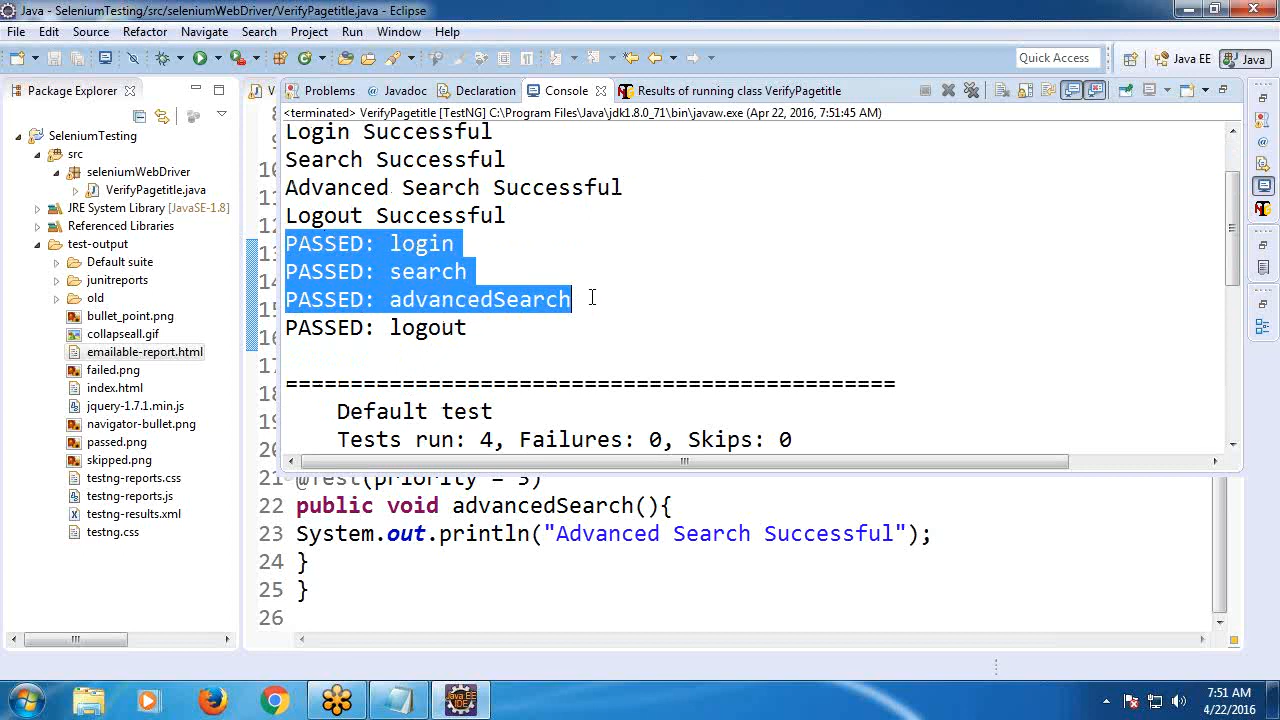 Java - SeleniumTesting/src/seleniumWebDriver/VerifyPagetitle.java - Eclipse
File Edit Source Refactor Navigate Search Project Run Window Help
Quick Access
Java EE
Java
Package Explorer
SeleniumTesting
src
seleniumWebDriver
VerifyPagetitle.java
JRE System Library [JavaSE-1.8]
Referenced Libraries
test-output
Default suite
junitreports
old
bullet_point.png
collapseall.gif
emailable-report.html
failed.png
index.html
jquery-1.7.1.min.js
navigator-bullet.png
passed.png
skipped.png
testng-reports.css
testng-reports.js
testng-results.xml
testng.css
Problems @ Javadoc Declaration Console Results of running class VerifyPagetitle
<terminated> VerifyPagetitle [TestNG] C:\Program Files\Java\jdk1.8.0_71\bin\javaw.exe (Apr 22, 2016, 7:51:45 AM)
Login Successful
Search Successful
Advanced Search Successful
Logout Successful
PASSED: login
PASSED: search
PASSED: advancedSearch
PASSED: logout
===============================================
Default test
Tests run: 4, Failures: 0, Skips: 0
21 @Test(priority = 3)
22 public void advancedSearch(){
23 System.out.println("Advanced Search Successful");
24 }
25 }
26
Java EE
IDE
7:51 AM
4/22/2016